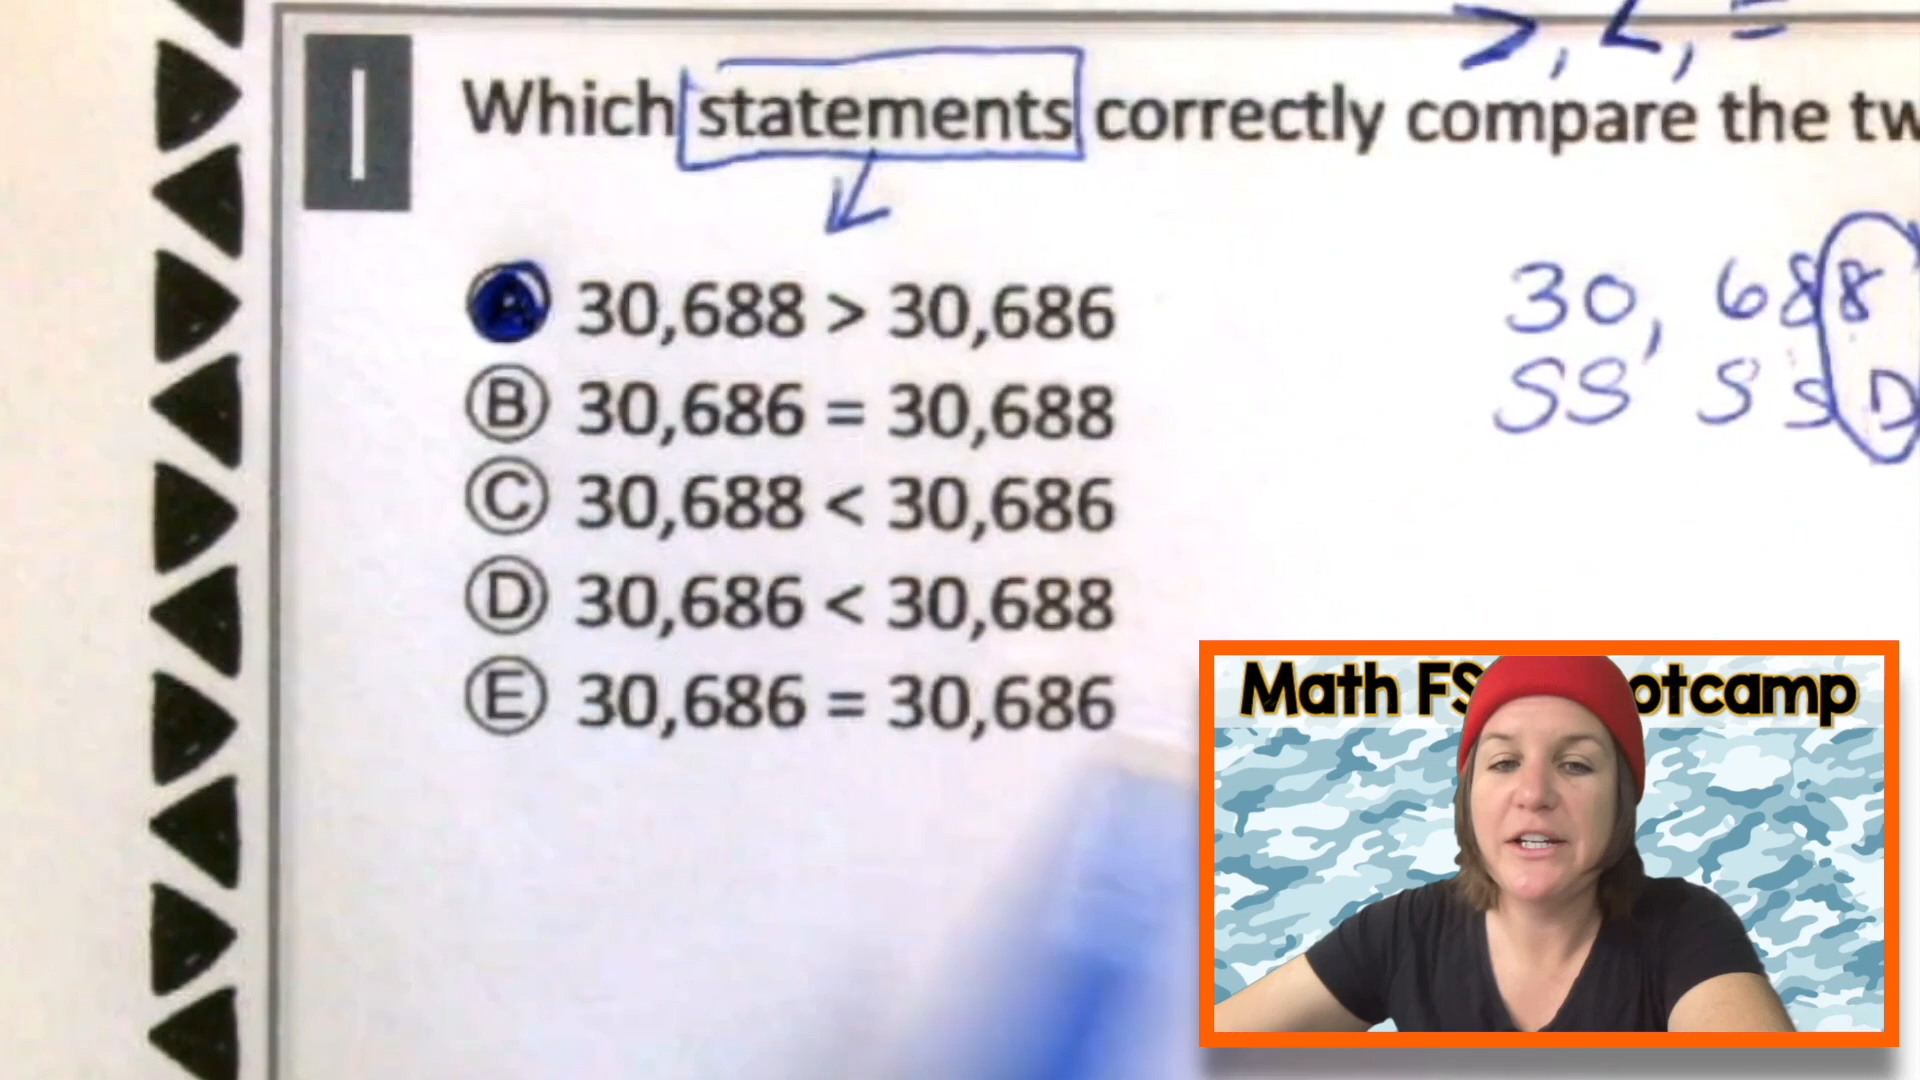 >, <, =
1
Which statements correctly compare the tw
A 30,688 > 30,686
B 30,686 = 30,688
C 30,688 < 30,686
D 30,686 < 30,688
E 30,686 = 30,686
30,688
SS SSD
Math FS otcamp